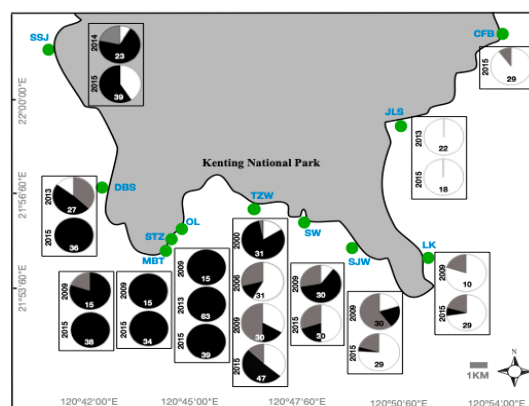 SSJ
CFB
2014
23
2015
39
2015
29
22°00'00"E
JLS
2013
22
2015
18
Kenting National Park
21°56'60"E
DBS
2013
27
2015
36
TZW
OL
STZ
MBT
SW
SJW
LK
21°53'60"E
2009
15
2015
38
2009
15
2015
34
2009
15
2013
63
2015
39
2000
31
2006
31
2009
30
2015
47
2009
30
2015
30
2009
30
2015
29
2009
10
2015
29
1KM
N
120°42'00"E
120°45'00"E
120°47'60"E
120°50'60"E
120°54'00"E